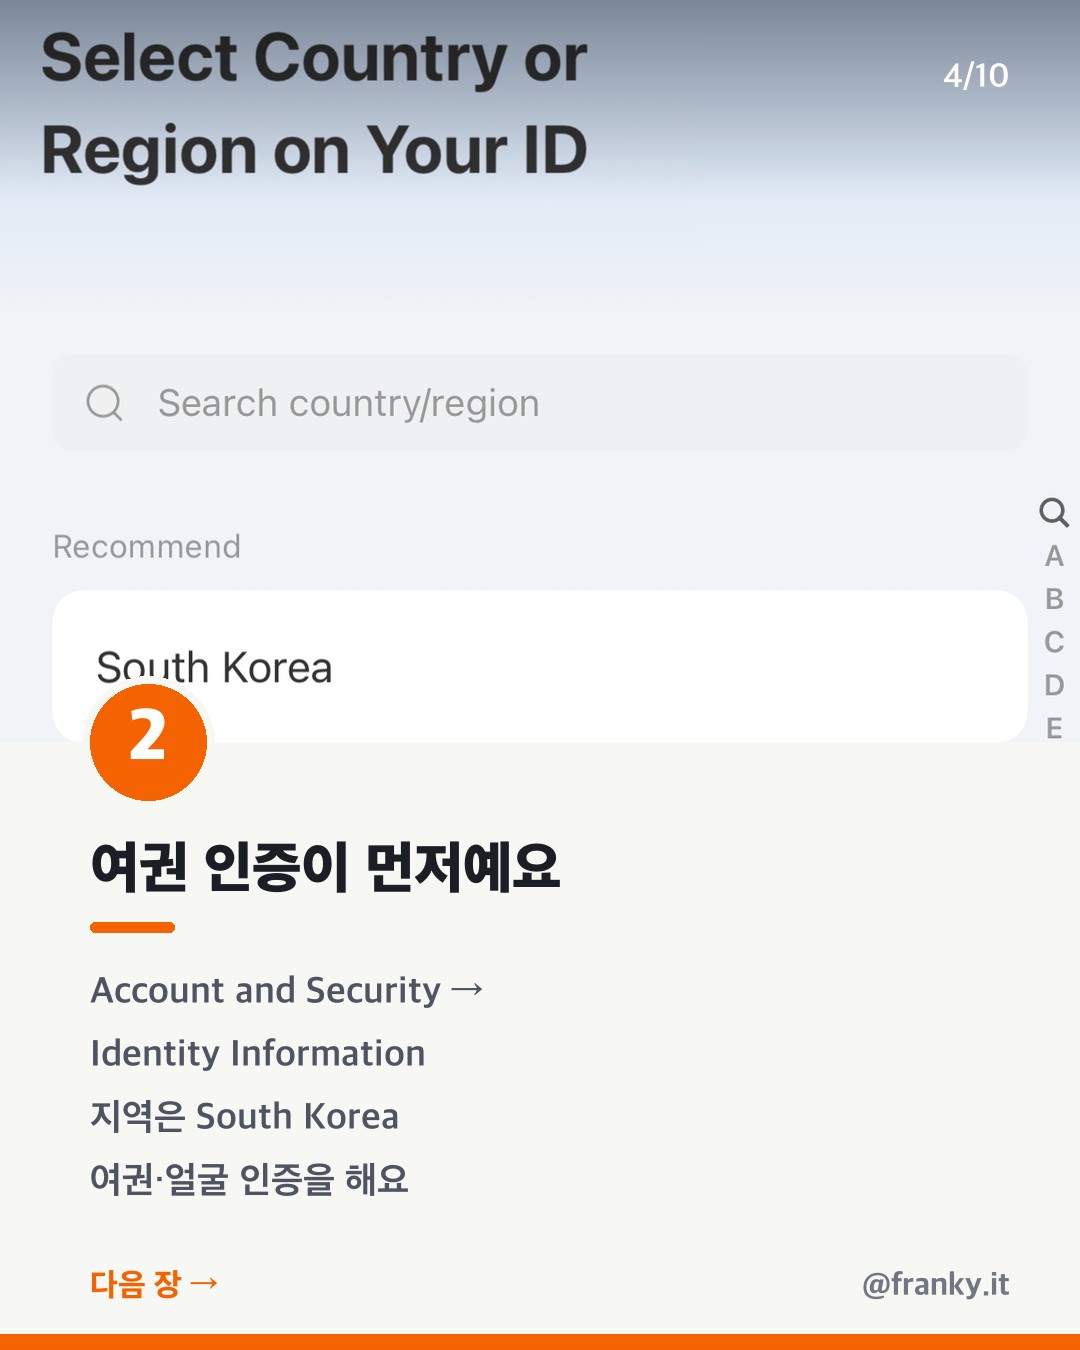 Select Country or
Region on Your ID
4/10
Search country/region
Recommend
South Korea
A
B
C
D
E
2
여권 인증이 먼저예요
Account and Security →
Identity Information
지역은 South Korea
여권·얼굴 인증을 해요
다음 장 →
@franky.it